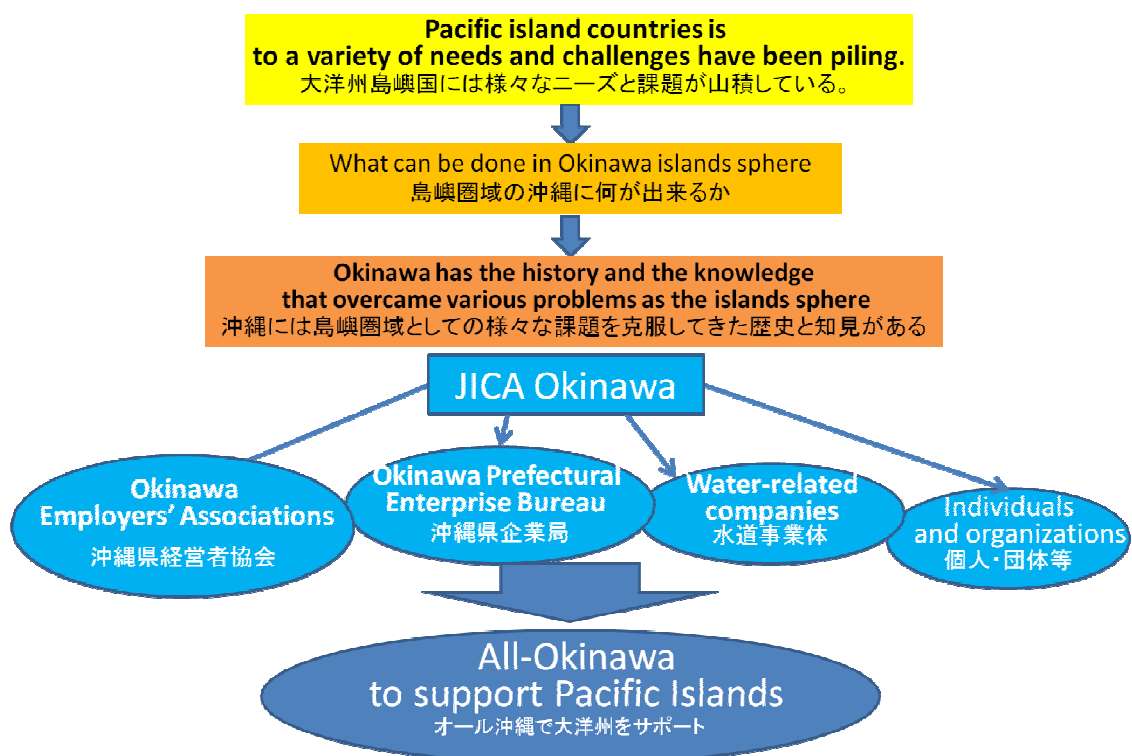 Pacific island countries is
to a variety of needs and challenges have been piling.
大洋州島嶼国には様々なニーズと課題が山積している。
What can be done in Okinawa islands sphere
島嶼圏域の沖縄に何が出来るか
Okinawa has the history and the knowledge
that overcame various problems as the islands sphere
沖縄には島嶼圏域としての様々な課題を克服してきた歴史と知見がある
JICA Okinawa
Okinawa
Employers' Associations
沖縄県経営者協会
Okinawa Prefectural
Enterprise Bureau
沖縄県企業局
Water-related
companies
水道事業体
Individuals
and organizations
個人・団体等
All-Okinawa
to support Pacific Islands
オール沖縄で大洋州をサポート